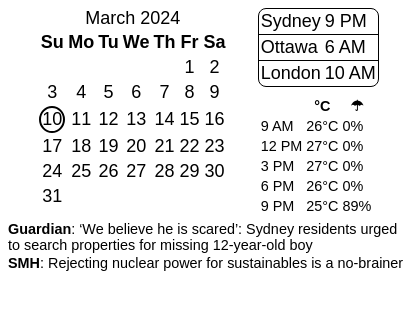 March 2024
Su Mo Tu We Th Fr Sa
1 2
3 4 5 6 7 8 9
10 11 12 13 14 15 16
17 18 19 20 21 22 23
24 25 26 27 28 29 30
31
Sydney 9 PM
Ottawa 6 AM
London 10 AM
°C ☂
9 AM 26°C 0%
12 PM 27°C 0%
3 PM 27°C 0%
6 PM 26°C 0%
9 PM 25°C 89%
Guardian: ‘We believe he is scared’: Sydney residents urged
to search properties for missing 12-year-old boy
SMH: Rejecting nuclear power for sustainables is a no-brainer